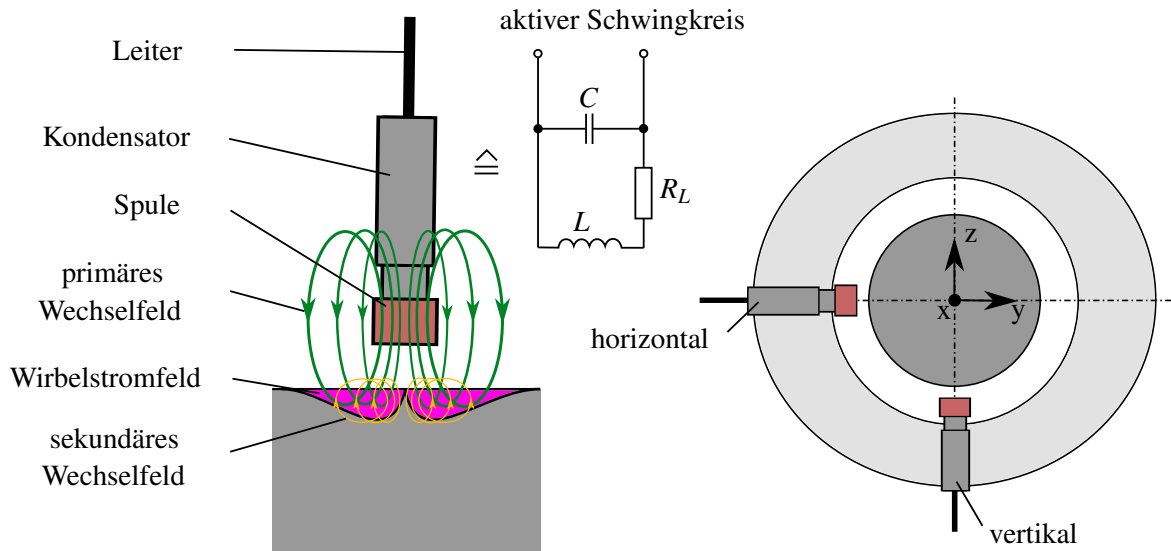 aktiver Schwingkreis
Leiter
C
Kondensator
≙
R_L
Spule
L
primäres
Wechselfeld
Wirbelstromfeld
sekundäres
Wechselfeld
z
x
y
horizontal
vertikal